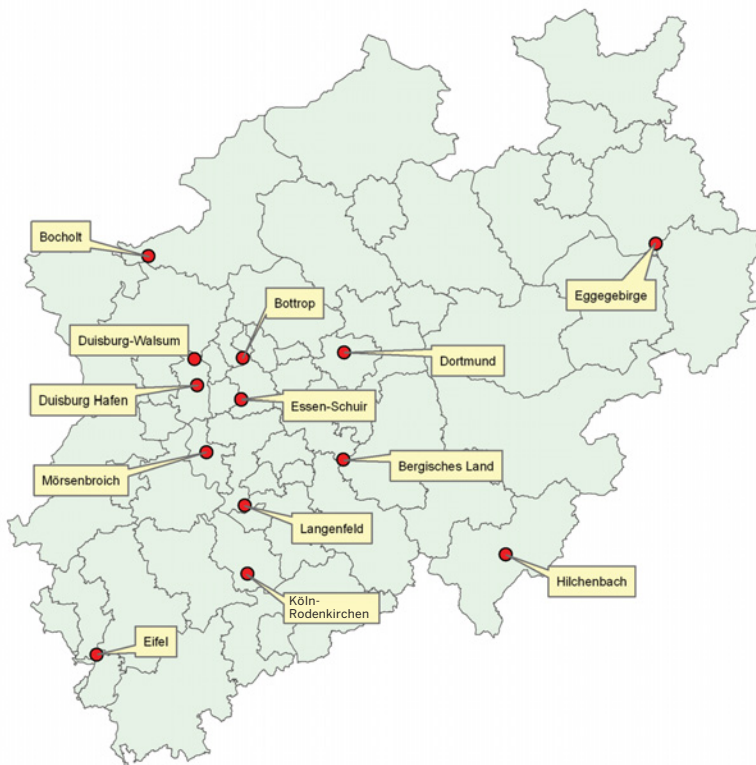 Bocholt
Eggegebirge
Bottrop
Duisburg-Walsum
Dortmund
Duisburg Hafen
Essen-Schuir
Mörsenbroich
Bergisches Land
Langenfeld
Hilchenbach
Köln-
Rodenkirchen
Eifel